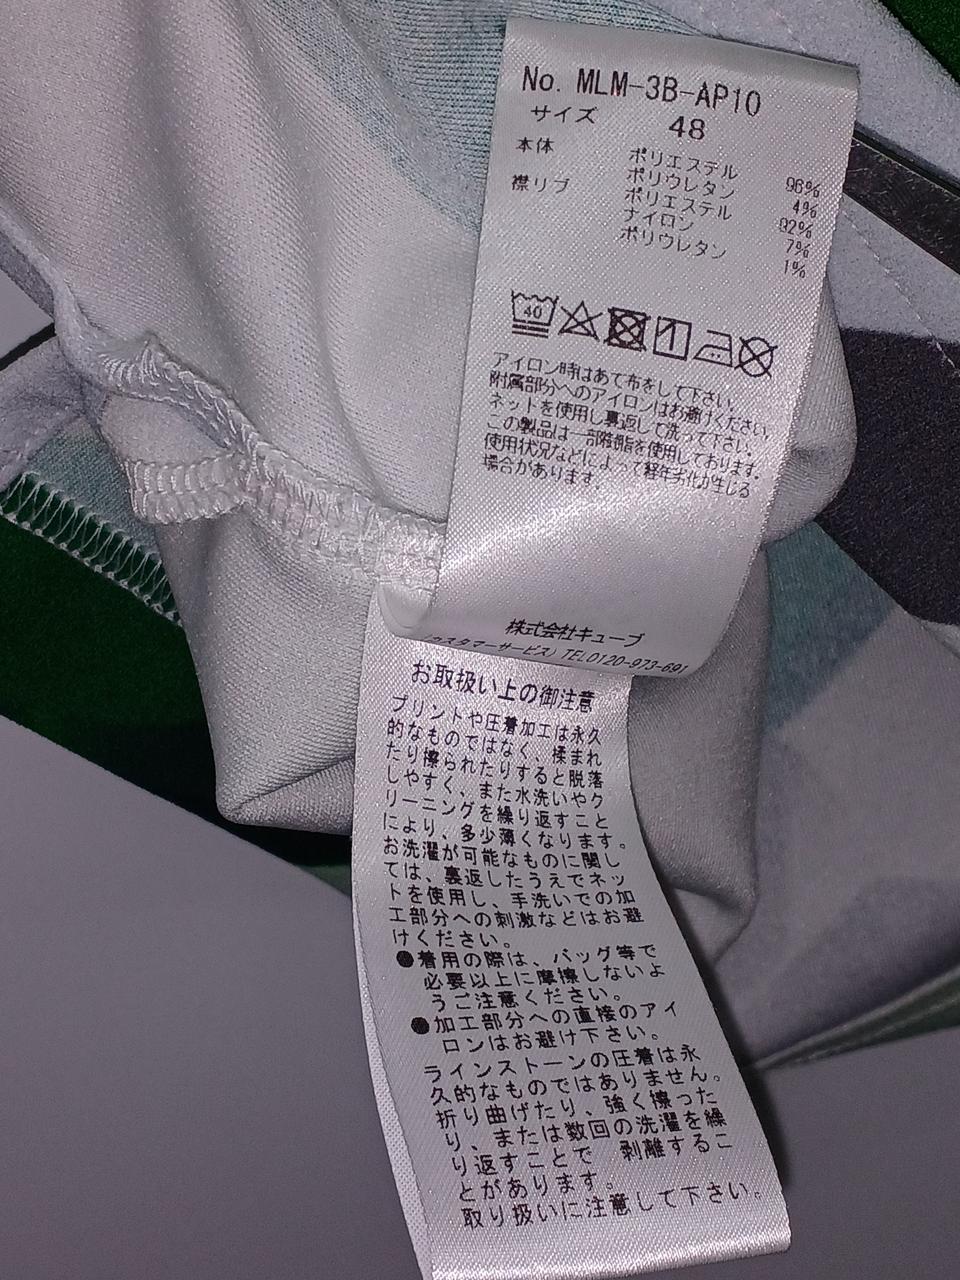 No. MLM-3B-AP10
サイズ 48
本体 ポリエステル 96%
ポリウレタン 4%
襟リブ ポリエステル 92%
ナイロン 7%
ポリウレタン 1%
40
アイロン時はあて布をして下さい。
附属部分へのアイロンはお避けください。
ネットを使用し裏返して洗って下さい。
この製品は一部樹脂を使用しております。
使用状況などによって経年劣化が生じる
場合があります。
株式会社キューブ
(カスタマーサービス) TEL0120-973-691
お取扱い上の御注意
プリントや圧着加工は永久
的なものではなく 揉まれ
たり擦られたりすると脱落
しやすく、また水洗いやク
リーニングを繰り返すこと
により、多少薄くなります。
お洗濯が可能なものに関し
ては、裏返したうえでネッ
トを使用し、手洗いでの加
工部分への刺激などはお避
けください。
●着用の際は、バッグ等で
必要以上に摩擦しないよ
うご注意ください。
●加工部分への直接のアイ
ロンはお避け下さい。
ラインストーンの圧着は永
久的なものではありません。
折り曲げたり、強く擦った
り、または数回の洗濯を繰
り返すことで 剥離するこ
とがあります。
取り扱いに注意して下さい。